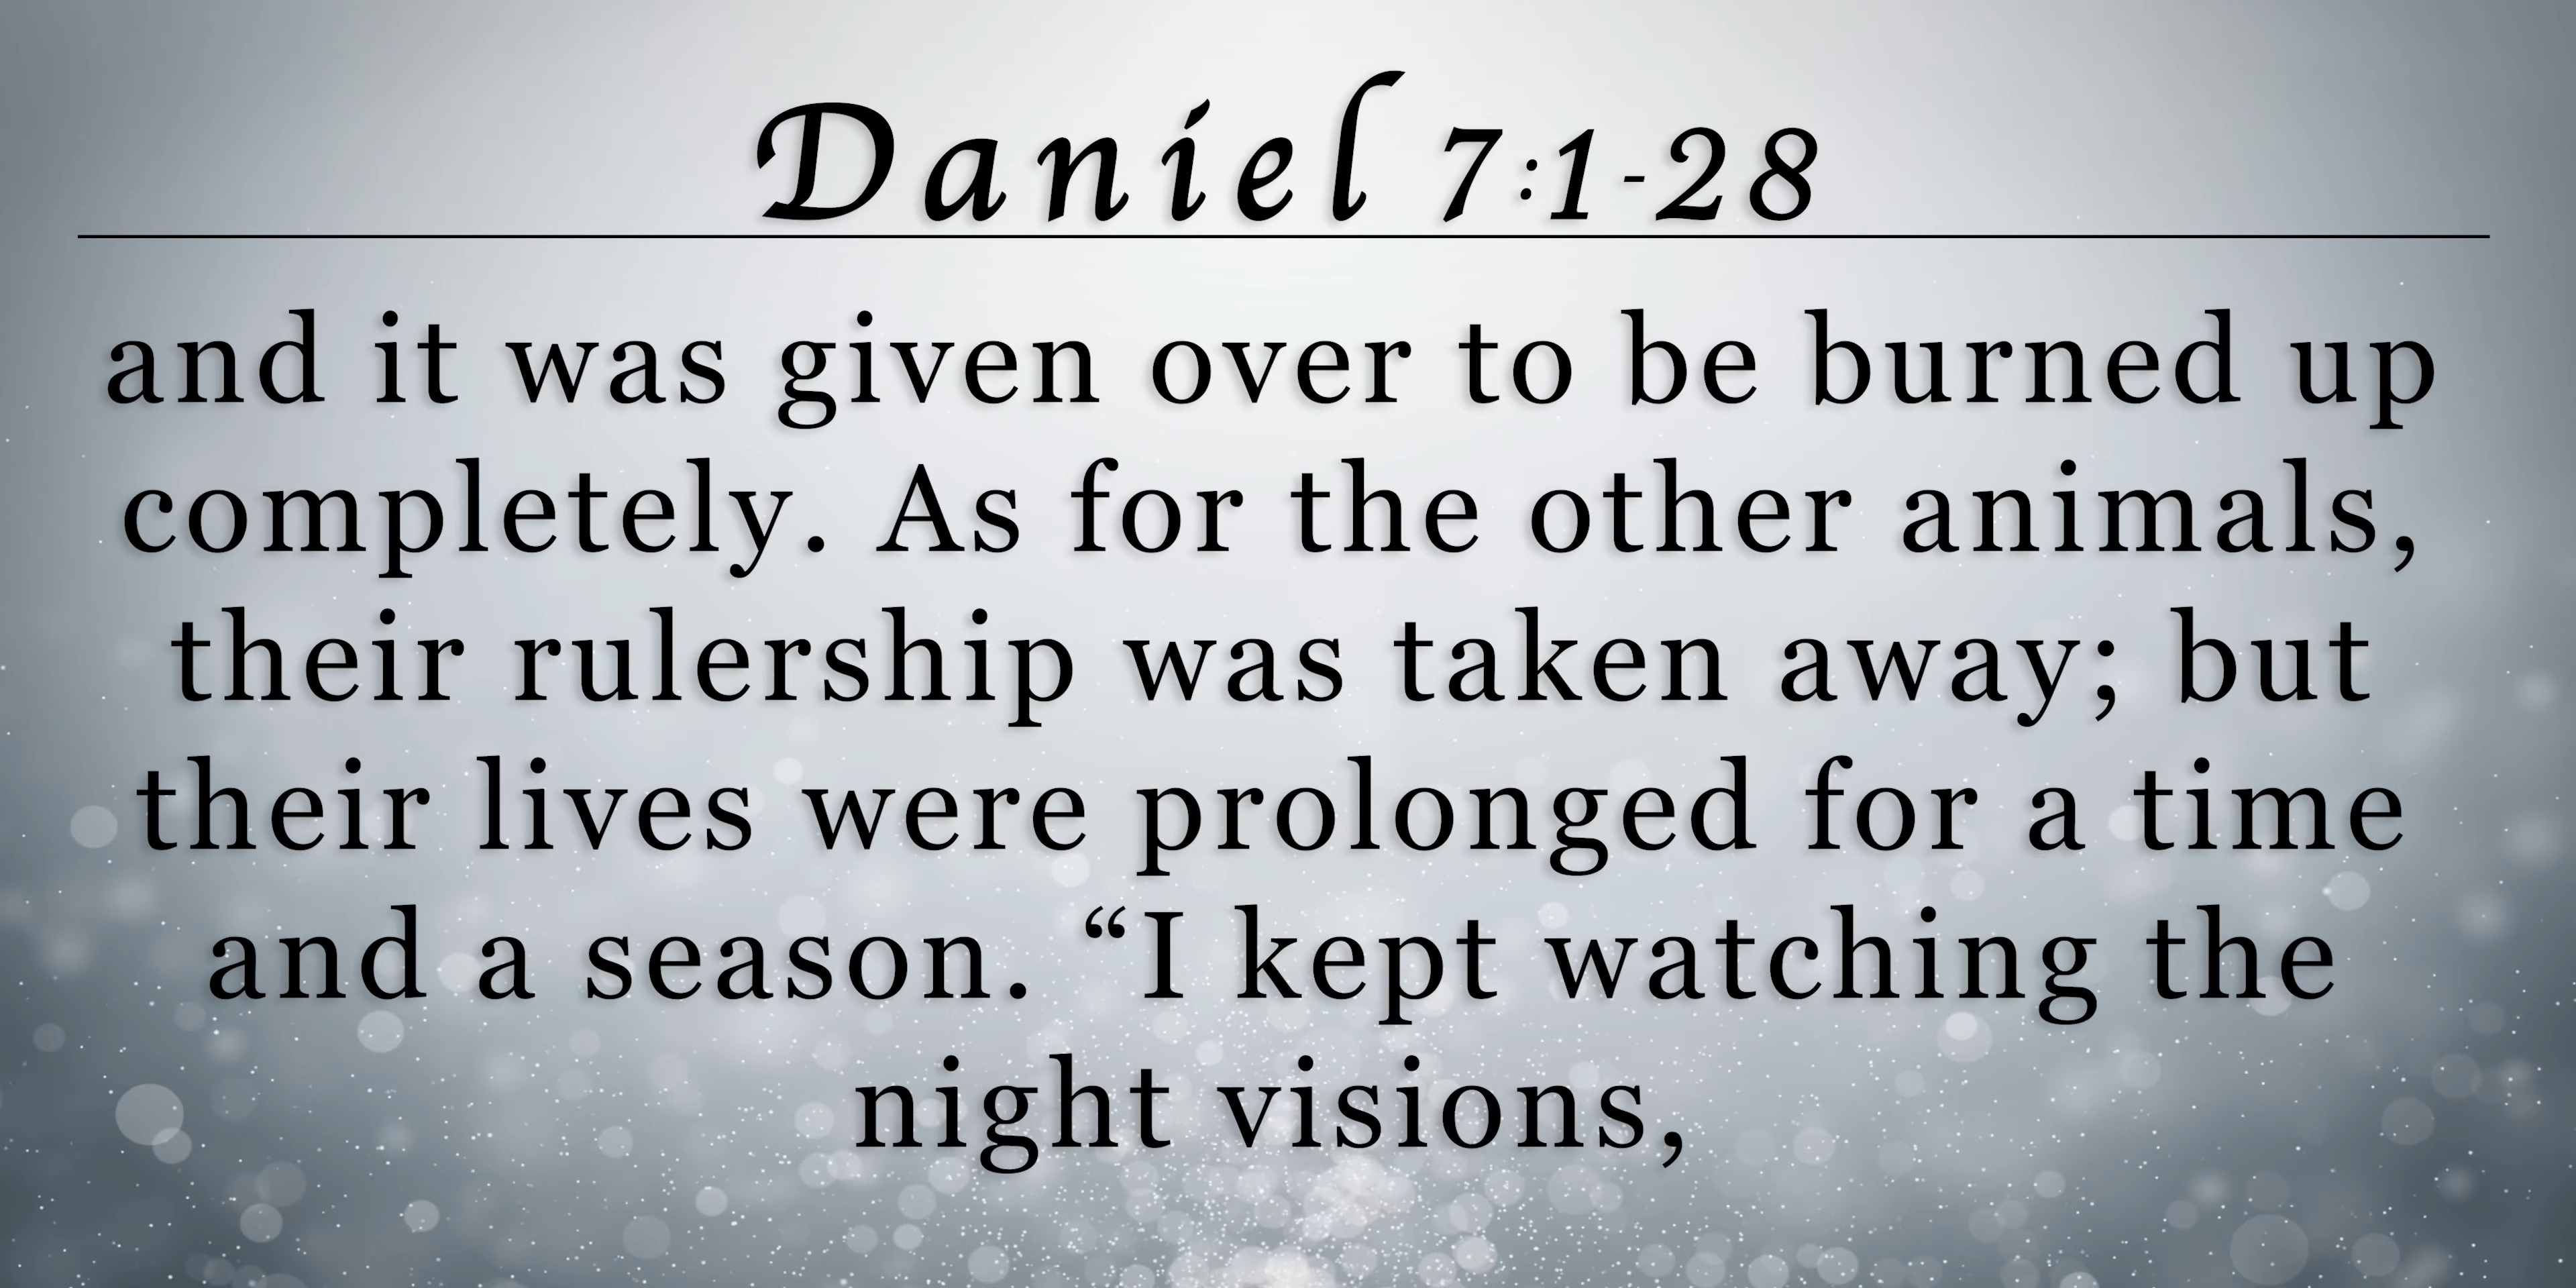 Daniel 7:1-28
and it was given over to be burned up
completely. As for the other animals,
their rulership was taken away; but
their lives were prolonged for a time
and a season. “I kept watching the
night visions,